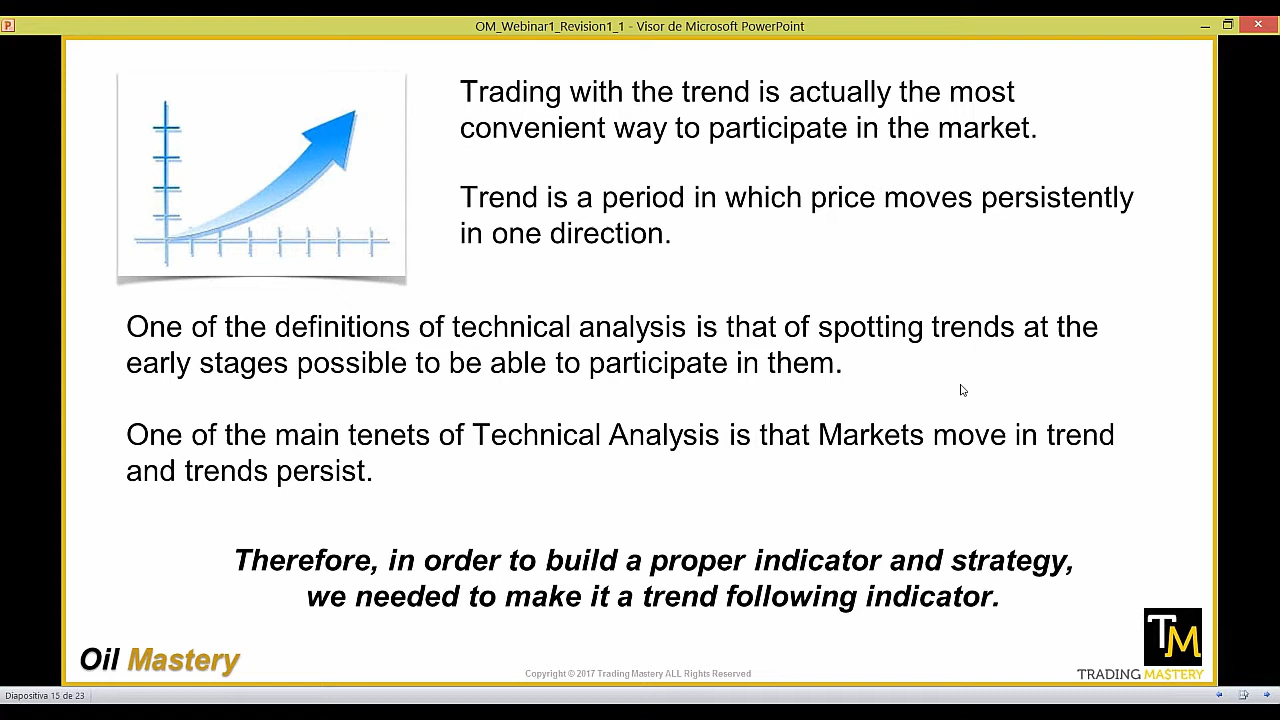 OM_Webinar1_Revision1_1 - Visor de Microsoft PowerPoint
Trading with the trend is actually the most
convenient way to participate in the market.
Trend is a period in which price moves persistently
in one direction.
One of the definitions of technical analysis is that of spotting trends at the
early stages possible to be able to participate in them.
One of the main tenets of Technical Analysis is that Markets move in trend
and trends persist.
Therefore, in order to build a proper indicator and strategy,
we needed to make it a trend following indicator.
Oil Mastery
Copyright © 2017 Trading Mastery ALL Rights Reserved
TM
TRADING MASTERY
Diapositiva 15 de 23